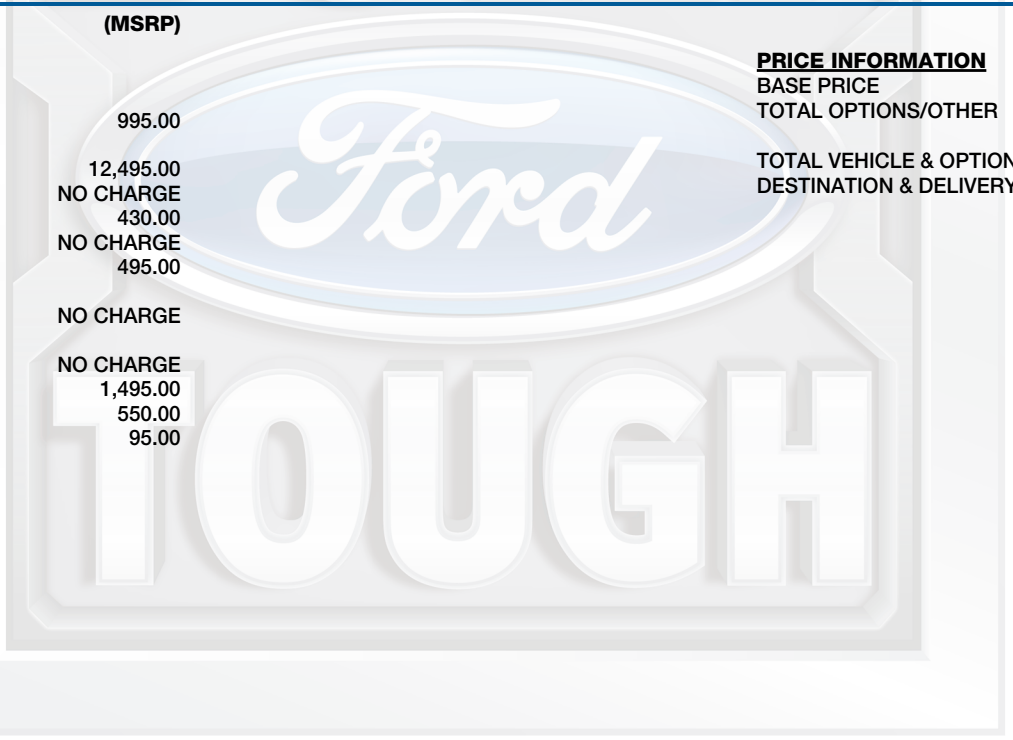 (MSRP)
995.00
12,495.00
NO CHARGE
430.00
NO CHARGE
495.00
NO CHARGE
NO CHARGE
1,495.00
550.00
95.00
PRICE INFORMATION
BASE PRICE
TOTAL OPTIONS/OTHER
TOTAL VEHICLE & OPTION
DESTINATION & DELIVERY
Ford
TOUGH